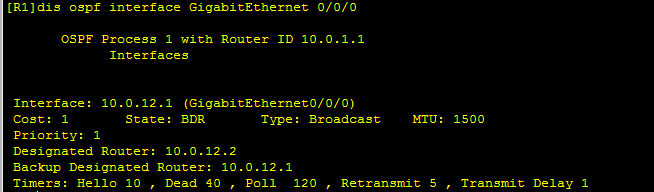 [R1]dis ospf interface GigabitEthernet 0/0/0
OSPF Process 1 with Router ID 10.0.1.1
Interfaces
Interface: 10.0.12.1 (GigabitEthernet0/0/0)
Cost: 1 State: BDR Type: Broadcast MTU: 1500
Priority: 1
Designated Router: 10.0.12.2
Backup Designated Router: 10.0.12.1
Timers: Hello 10 , Dead 40 , Poll 120 , Retransmit 5 , Transmit Delay 1